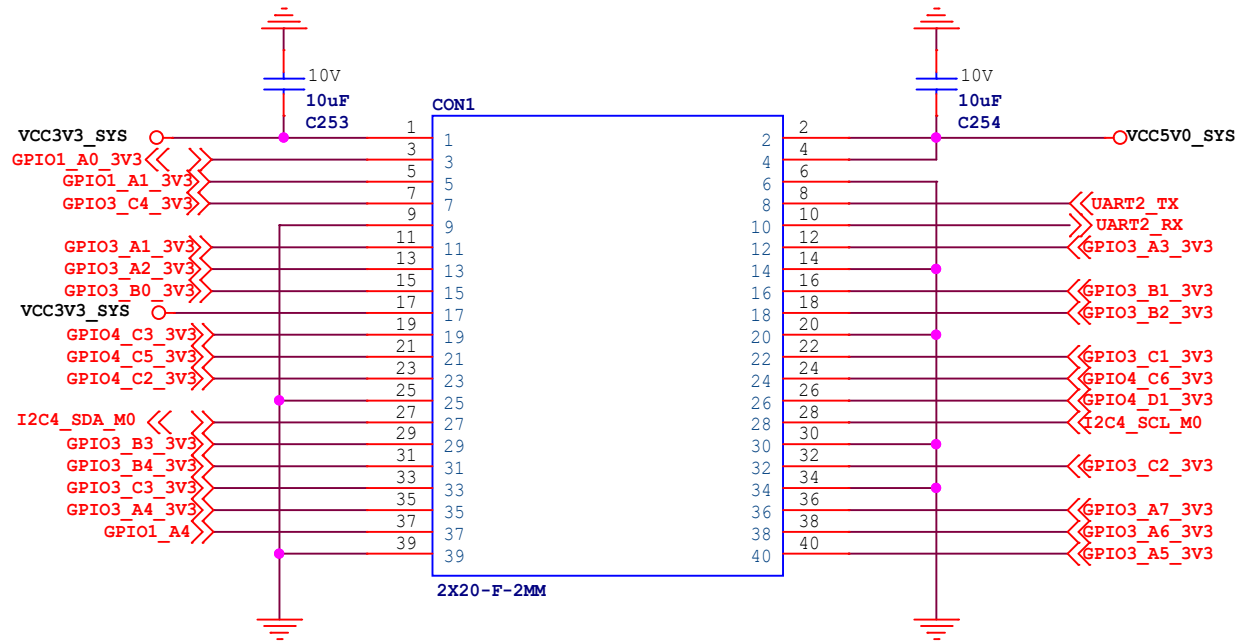 10V
10uF
C253
10V
10uF
C254
CON1
VCC3V3_SYS 1 1 2 2 VCC5V0_SYS
GPIO1_A0_3V3 3 3 4 4
GPIO1_A1_3V3 5 5 6 6
GPIO3_C4_3V3 7 7 8 8 UART2_TX
9 9 10 10 UART2_RX
GPIO3_A1_3V3 11 11 12 12 GPIO3_A3_3V3
GPIO3_A2_3V3 13 13 14 14
GPIO3_B0_3V3 15 15 16 16 GPIO3_B1_3V3
VCC3V3_SYS 17 17 18 18 GPIO3_B2_3V3
GPIO4_C3_3V3 19 19 20 20
GPIO4_C5_3V3 21 21 22 22 GPIO3_C1_3V3
GPIO4_C2_3V3 23 23 24 24 GPIO4_C6_3V3
25 25 26 26 GPIO4_D1_3V3
I2C4_SDA_M0 27 27 28 28 I2C4_SCL_M0
GPIO3_B3_3V3 29 29 30 30
GPIO3_B4_3V3 31 31 32 32 GPIO3_C2_3V3
GPIO3_C3_3V3 33 33 34 34
GPIO3_A4_3V3 35 35 36 36 GPIO3_A7_3V3
GPIO1_A4 37 37 38 38 GPIO3_A6_3V3
39 39 40 40 GPIO3_A5_3V3
2X20-F-2MM